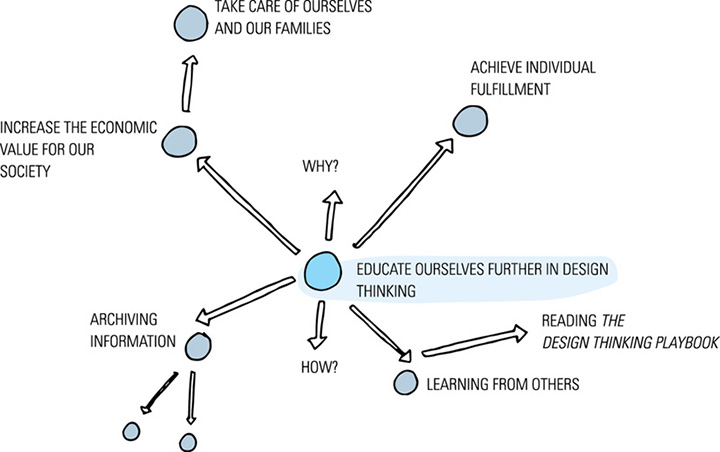 TAKE CARE OF OURSELVES
AND OUR FAMILIES
ACHIEVE INDIVIDUAL
FULFILLMENT
INCREASE THE ECONOMIC
VALUE FOR OUR
SOCIETY
WHY?
EDUCATE OURSELVES FURTHER IN DESIGN
THINKING
ARCHIVING
INFORMATION
HOW?
READING THE
DESIGN THINKING PLAYBOOK
LEARNING FROM OTHERS